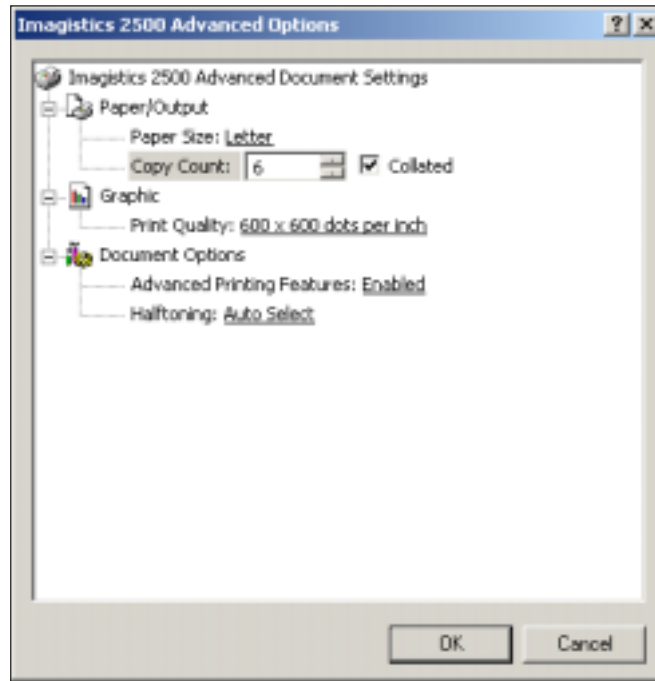 Imagistics 2500 Advanced Options
Imagistics 2500 Advanced Document Settings
Paper/Output
Paper Size: Letter
Copy Count: 6 Collated
Graphic
Print Quality: 600 x 600 dots per inch
Document Options
Advanced Printing Features: Enabled
Halftoning: Auto Select
OK Cancel